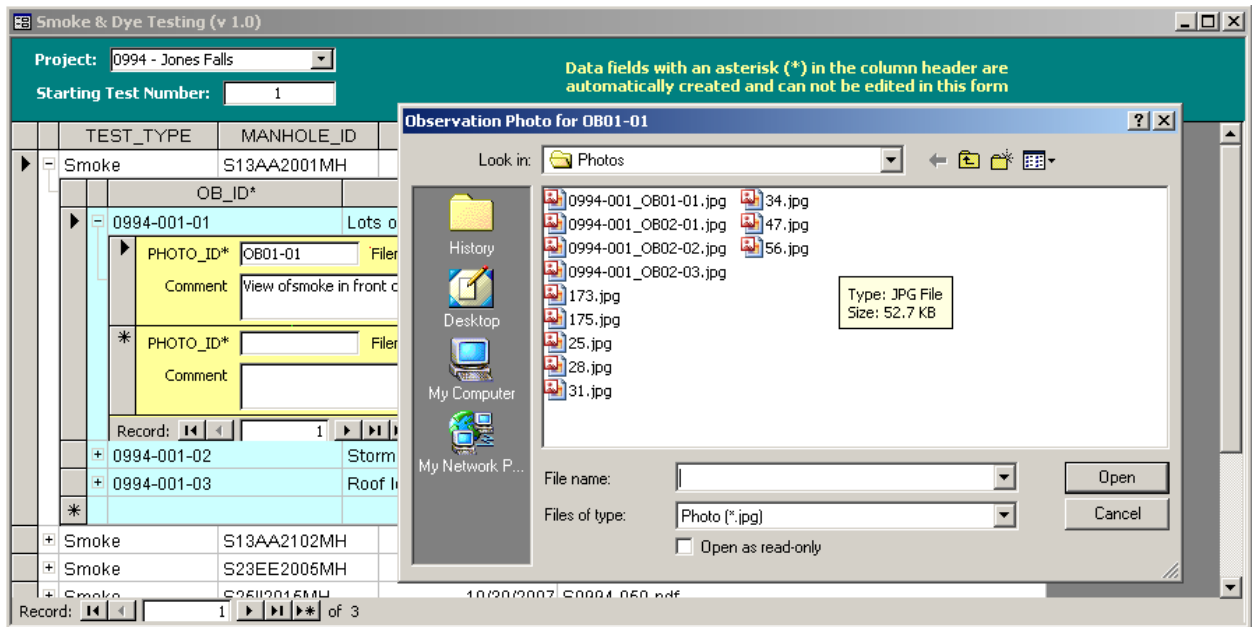 Smoke & Dye Testing (v 1.0)
Project: 0994 - Jones Falls
Starting Test Number: 1
Data fields with an asterisk (*) in the column header are
automatically created and can not be edited in this form
TEST_TYPE MANHOLE_ID
Smoke S13AA2001MH
OB_ID*
0994-001-01 Lots
PHOTO_ID* OB01-01
Comment View ofsmoke in front
PHOTO_ID*
Comment
Record: 1
0994-001-02 Storm
0994-001-03 Roof
Smoke S13AA2102MH
Smoke S23EE2005MH
Smoke S25II2015MH 10/30/2007 S0994-050.pdf
Record: 1 of 3
Observation Photo for OB01-01
Look in: Photos
History
Desktop
My Computer
My Network P...
0994-001_OB01-01.jpg 34.jpg
0994-001_OB02-01.jpg 47.jpg
0994-001_OB02-02.jpg 56.jpg
0994-001_OB02-03.jpg
173.jpg
175.jpg
25.jpg
28.jpg
31.jpg
Type: JPG File
Size: 52.7 KB
File name: Open
Files of type: Photo (*.jpg) Cancel
Open as read-only